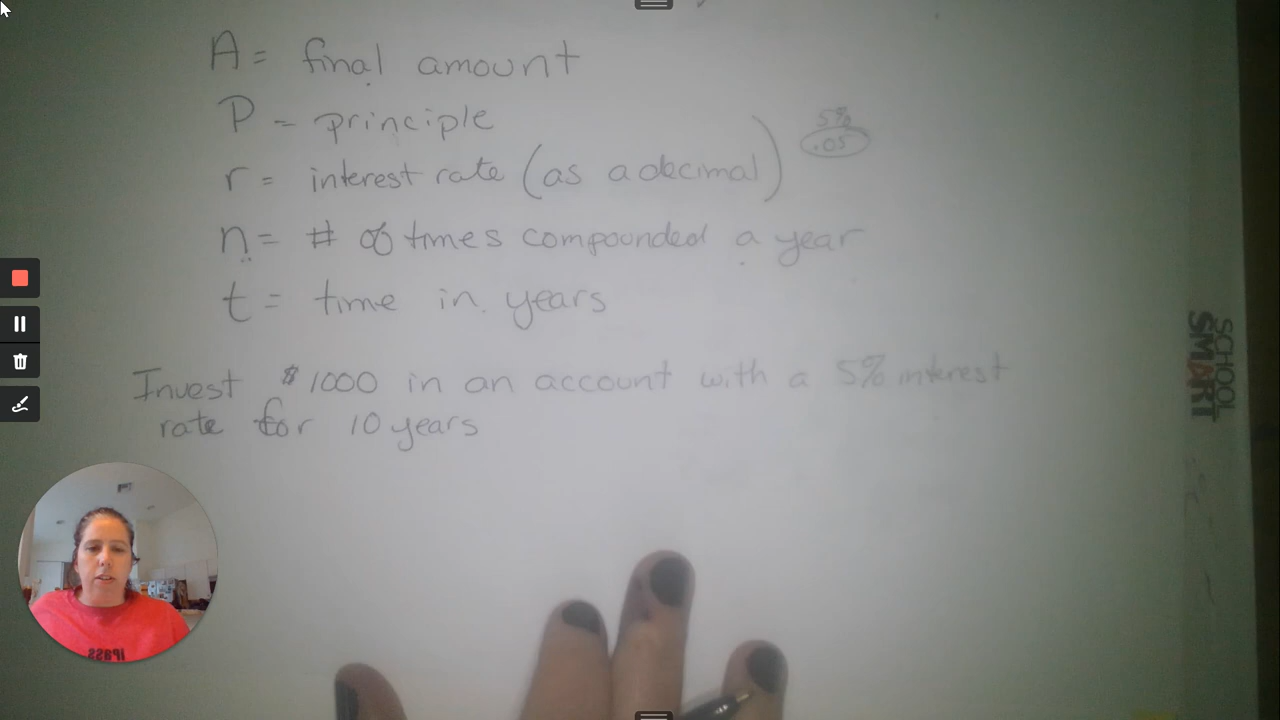 A = final amount
P = principle
r = interest rate (as a decimal)
5%
.05
n = # of times compounded a year
t = time in years
Invest $1000 in an account with a 5% interest
rate for 10 years
SCHOOL
SMART
IPASS